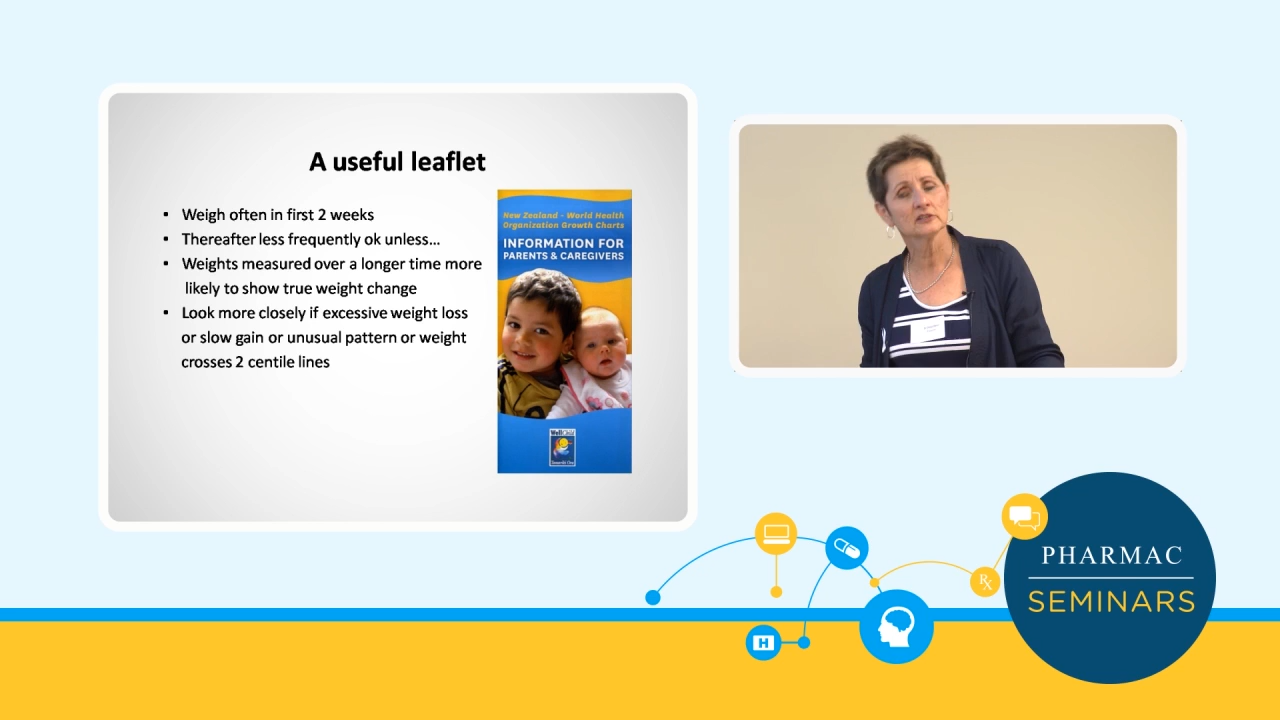 A useful leaflet
▪ Weigh often in first 2 weeks
▪ Thereafter less frequently ok unless...
▪ Weights measured over a longer time more
likely to show true weight change
▪ Look more closely if excessive weight loss
or slow gain or unusual pattern or weight
crosses 2 centile lines
New Zealand - World Health
Organization Growth Charts
INFORMATION FOR
PARENTS & CAREGIVERS
WellChild
H
Rx
PHARMAC
SEMINARS